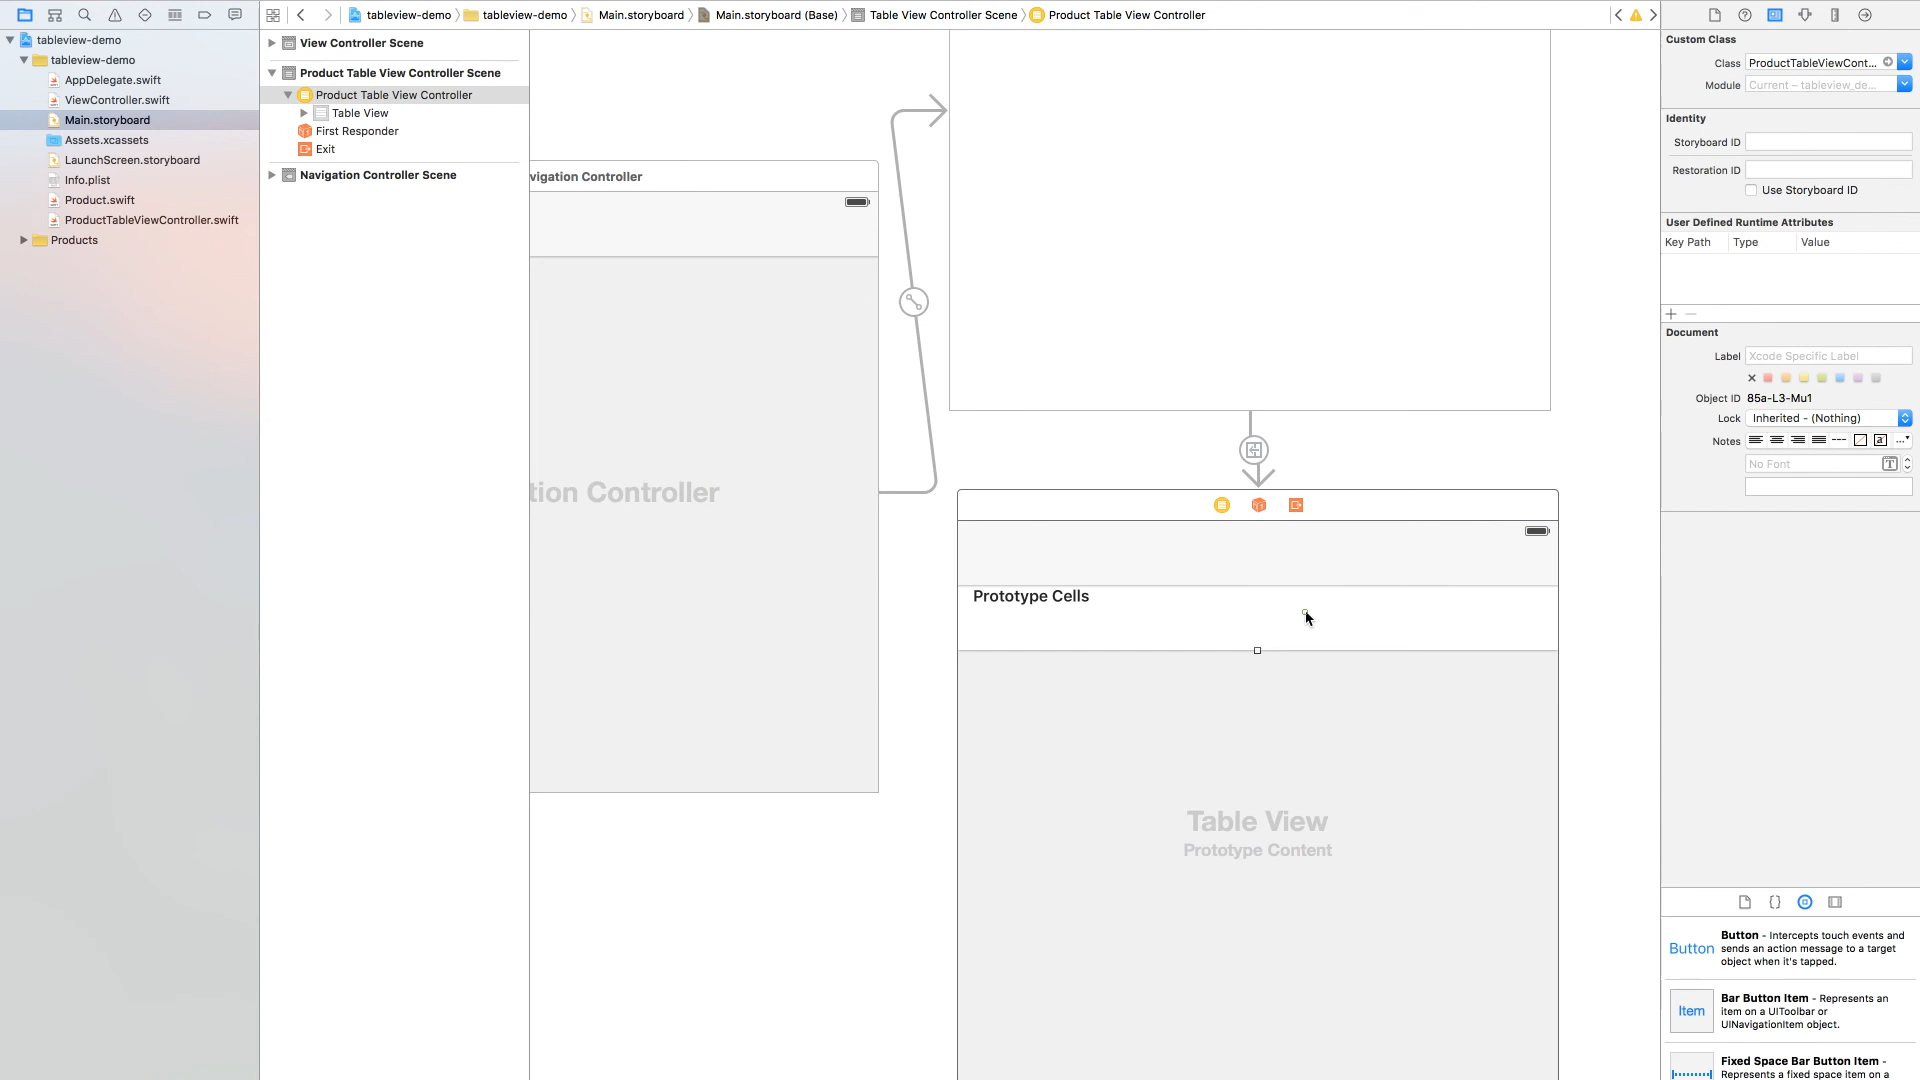 tableview-demo
tableview-demo
Main.storyboard
Main.storyboard (Base)
Table View Controller Scene
Product Table View Controller
tableview-demo
tableview-demo
AppDelegate.swift
ViewController.swift
Main.storyboard
Assets.xcassets
LaunchScreen.storyboard
Info.plist
Product.swift
ProductTableViewController.swift
Products
View Controller Scene
Product Table View Controller Scene
Product Table View Controller
Table View
First Responder
Exit
Navigation Controller Scene
vigation Controller
tion Controller
Prototype Cells
Table View
Prototype Content
Custom Class
Class ProductTableViewCont...
Module Current – tableview_de...
Identity
Storyboard ID
Restoration ID
Use Storyboard ID
User Defined Runtime Attributes
Key Path Type Value
Document
Label Xcode Specific Label
Object ID 85a-L3-Mu1
Lock Inherited - (Nothing)
Notes
No Font
Button
Button - Intercepts touch events and
sends an action message to a target
object when it's tapped.
Item
Bar Button Item - Represents an
item on a UIToolbar or
UINavigationItem object.
Fixed Space Bar Button Item -
Represents a fixed space item on a